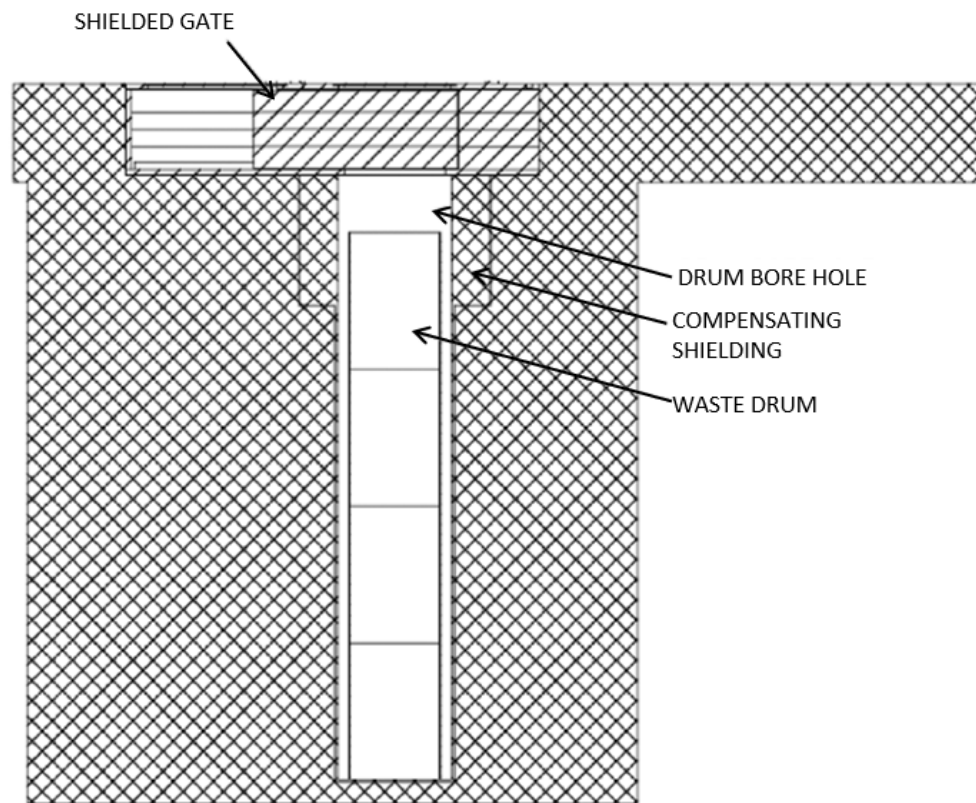 SHIELDED GATE
DRUM BORE HOLE
COMPENSATING
SHIELDING
WASTE DRUM